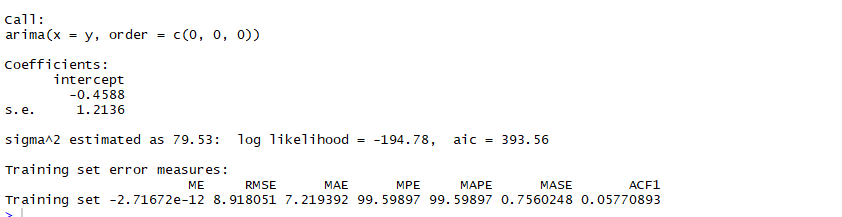 Call:
arima(x = y, order = c(0, 0, 0))
Coefficients:
intercept
-0.4588
s.e. 1.2136
sigma^2 estimated as 79.53: log likelihood = -194.78, aic = 393.56
Training set error measures:
ME RMSE MAE MPE MAPE MASE ACF1
Training set -2.71672e-12 8.918051 7.219392 99.59897 99.59897 0.7560248 0.05770893
>